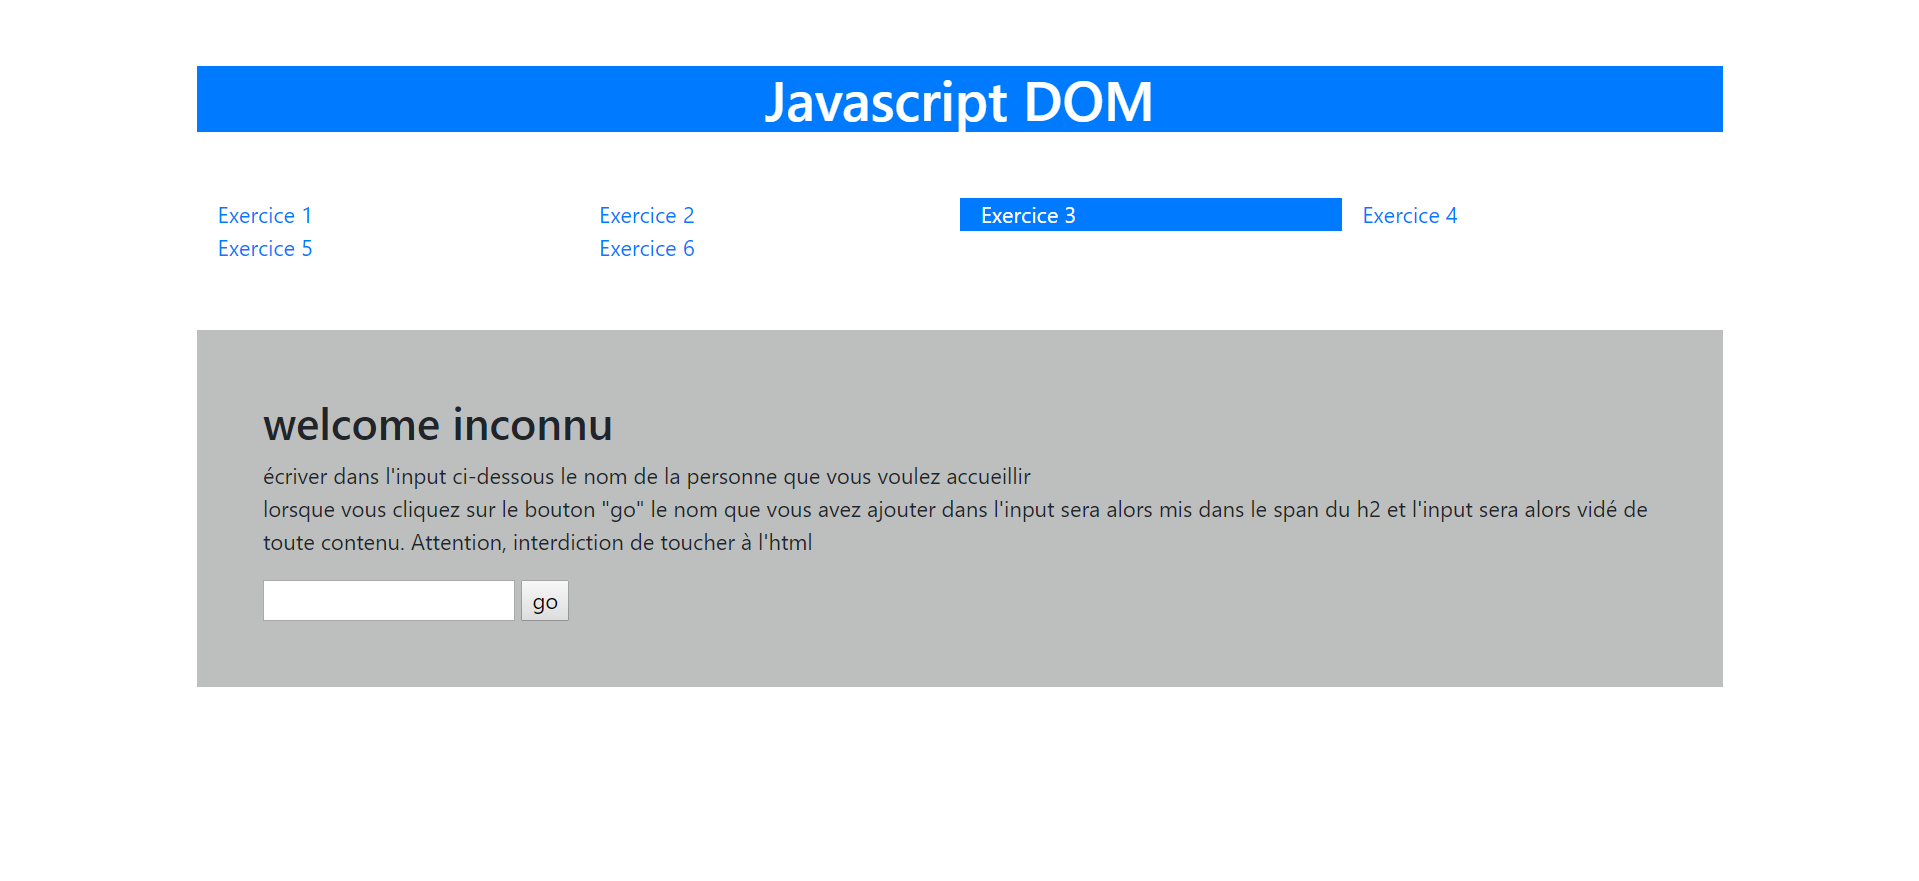 Javascript DOM
Exercice 1
Exercice 2
Exercice 3
Exercice 4
Exercice 5
Exercice 6
welcome inconnu
écriver dans l'input ci-dessous le nom de la personne que vous voulez accueillir
lorsque vous cliquez sur le bouton "go" le nom que vous avez ajouter dans l'input sera alors mis dans le span du h2 et l'input sera alors vidé de
toute contenu. Attention, interdiction de toucher à l'html
go